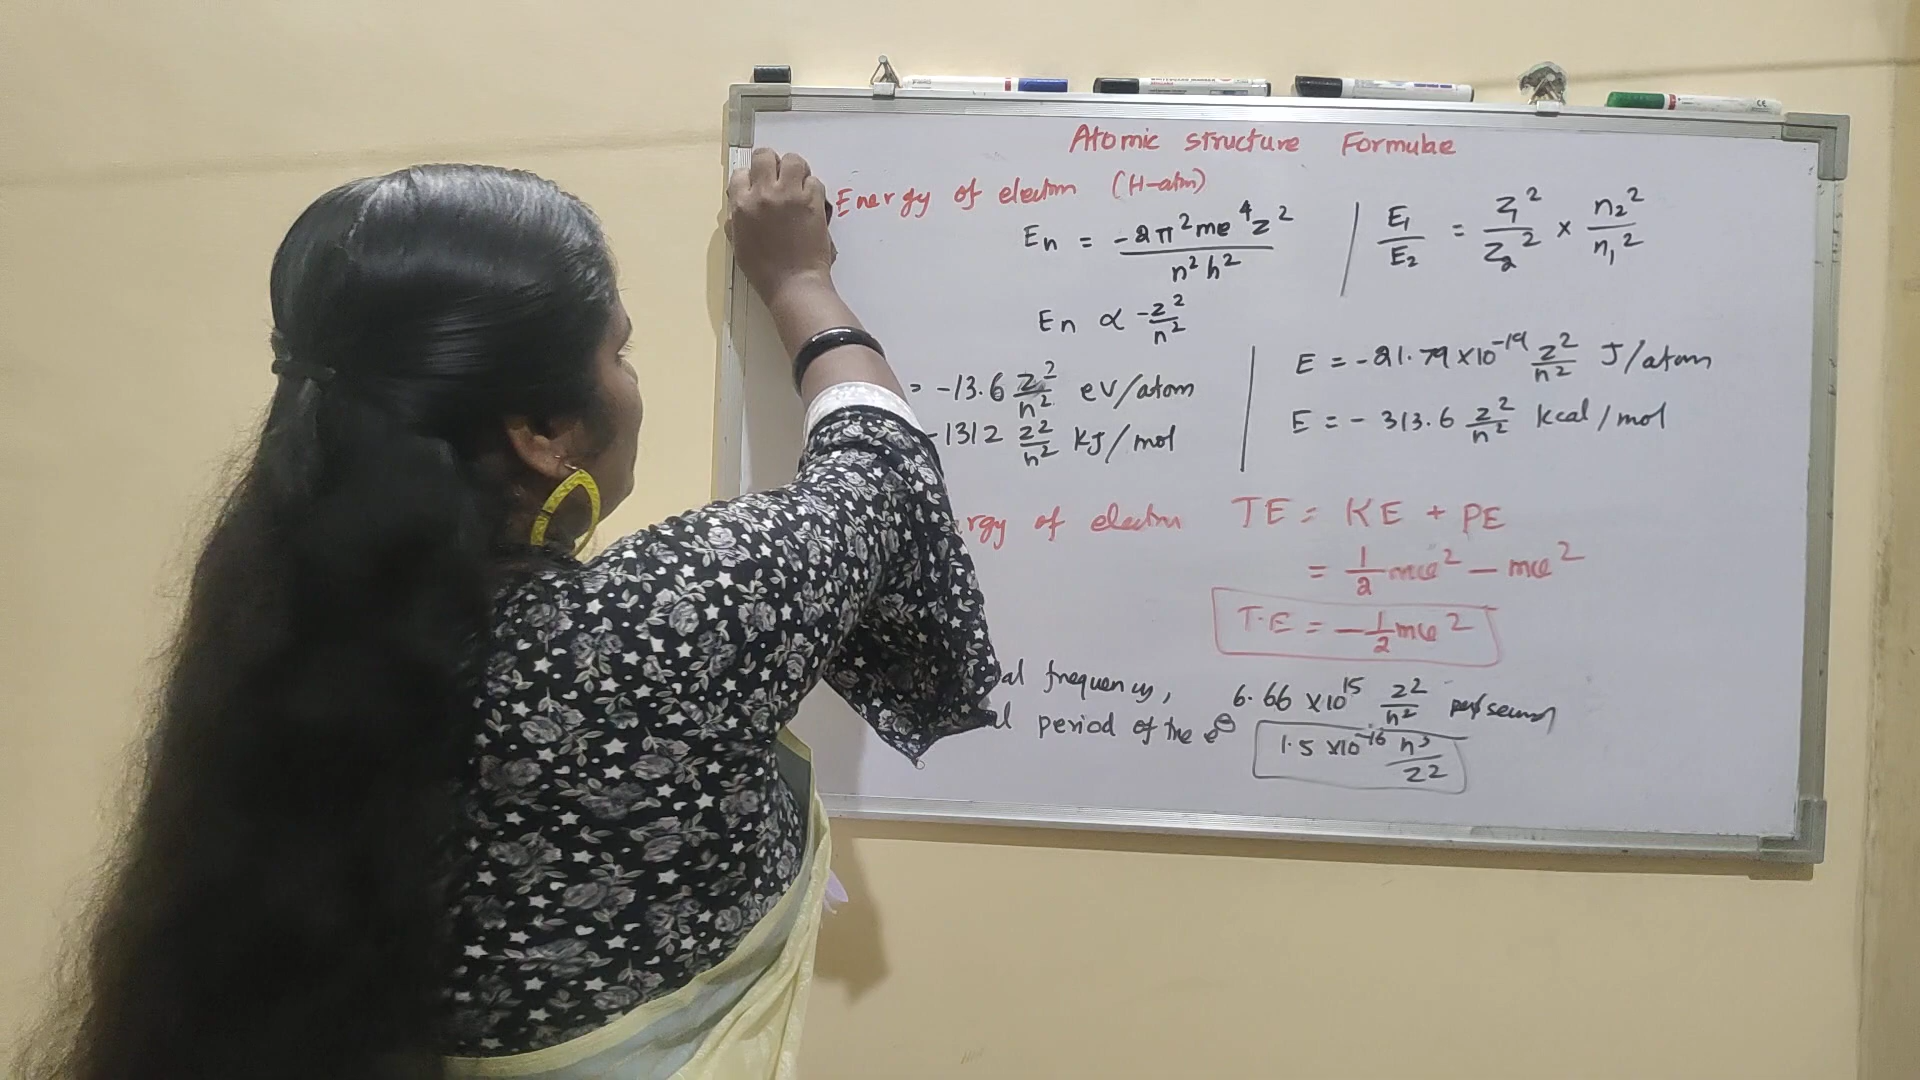 Atomic structure Formulae
Energy of electron (H-atm)
En = -2π²me⁴z² / n²h²
E₁/E₂ = Z₁²/Z₂² × n₂²/n₁²
En ∝ -z²/n²
= -13.6 z²/n² eV/atom
E = -21.79 ×10⁻¹⁹ z²/n² J/atom
-1312 z²/n² KJ/mol
E = - 313.6 z²/n² kcal/mol
rgy of electron TE = KE + PE
= 1/2 mv² - mv²
T.E = -1/2 mv²
al frequency, 6.66 ×10¹⁵ z²/n²
al period of the e⊖ 1.5 ×10⁻¹⁶ n³/z2